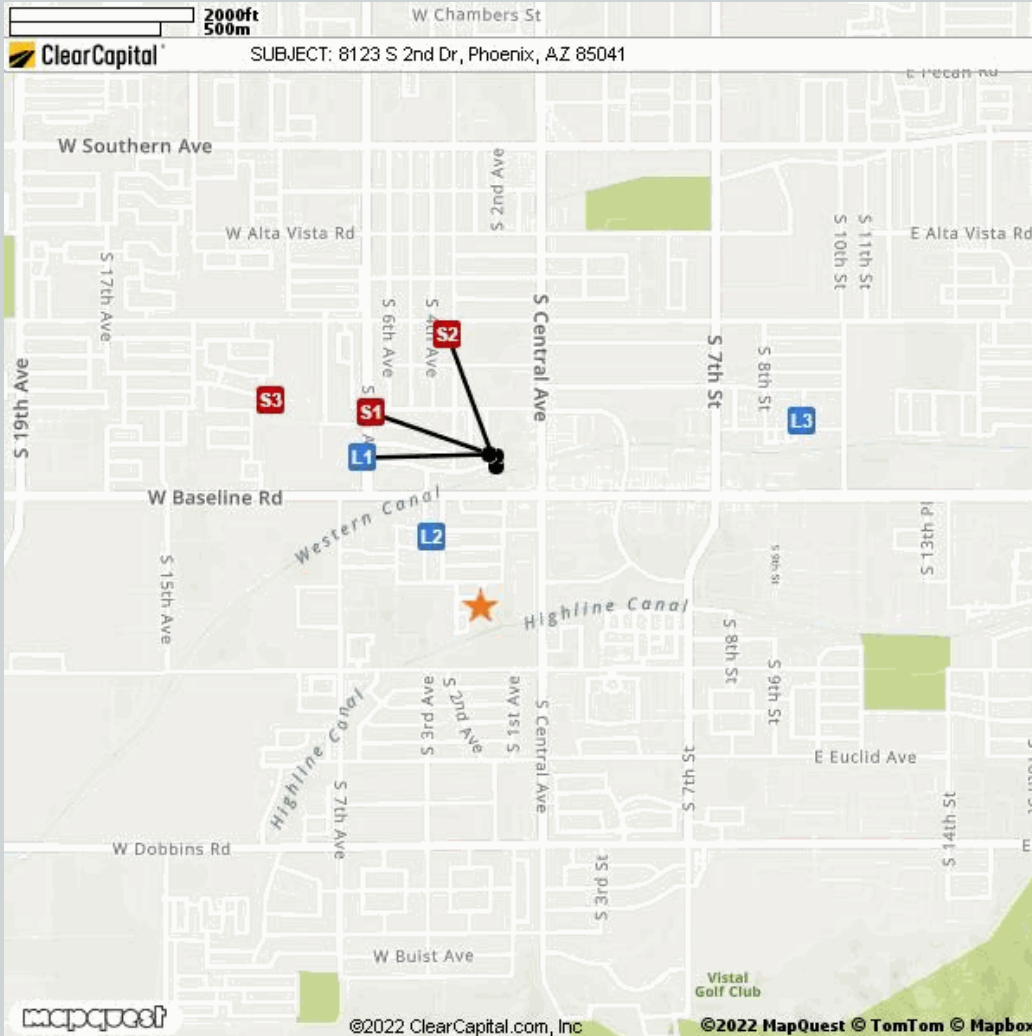 2000ft
500m
W Chambers St
ClearCapital
SUBJECT: 8123 S 2nd Dr, Phoenix, AZ 85041
E Pecan Rd
W Southern Ave
S 2nd Ave
W Alta Vista Rd
S 10th St
S 11th St
E Alta Vista Rd
S 17th Ave
S 6th Ave
S 4th Ave
S2
S Central Ave
S 7th St
S 8th St
S 19th Ave
S3
S1
L3
L1
W Baseline Rd
Western Canal
L2
S 13th Pl
S 15th Ave
S 9th St
Highline Canal
S 8th St
S 9th St
S 3rd Ave
S 2nd Ave
S 1st Ave
S Central Ave
Highline Canal
E Euclid Ave
S 7th St
S 7th Ave
S 14th St
W Dobbins Rd
E
S 3rd St
W Buist Ave
Vistal
Golf Club
mapquest
©2022 ClearCapital.com, Inc
©2022 MapQuest © TomTom © Mapbox